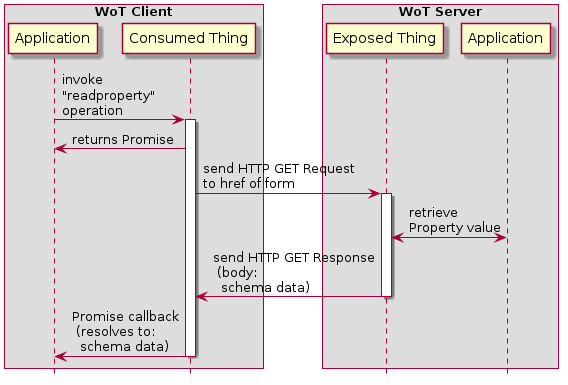 WoT Client
WoT Server
Application
Consumed Thing
Exposed Thing
Application
invoke
"readproperty"
operation
returns Promise
send HTTP GET Request
to href of form
retrieve
Property value
send HTTP GET Response
(body:
schema data)
Promise callback
(resolves to:
schema data)